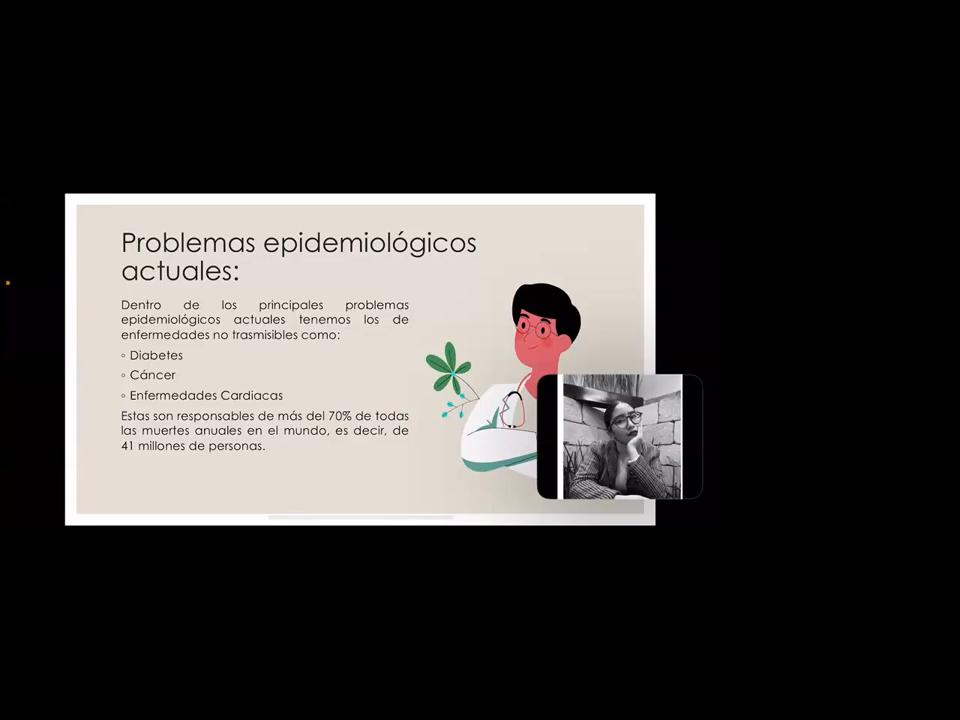 Problemas epidemiológicos
actuales:
Dentro de los principales problemas
epidemiológicos actuales tenemos los de
enfermedades no trasmisibles como:
◦ Diabetes
◦ Cáncer
◦ Enfermedades Cardiacas
Estas son responsables de más del 70% de todas
las muertes anuales en el mundo, es decir, de
41 millones de personas.